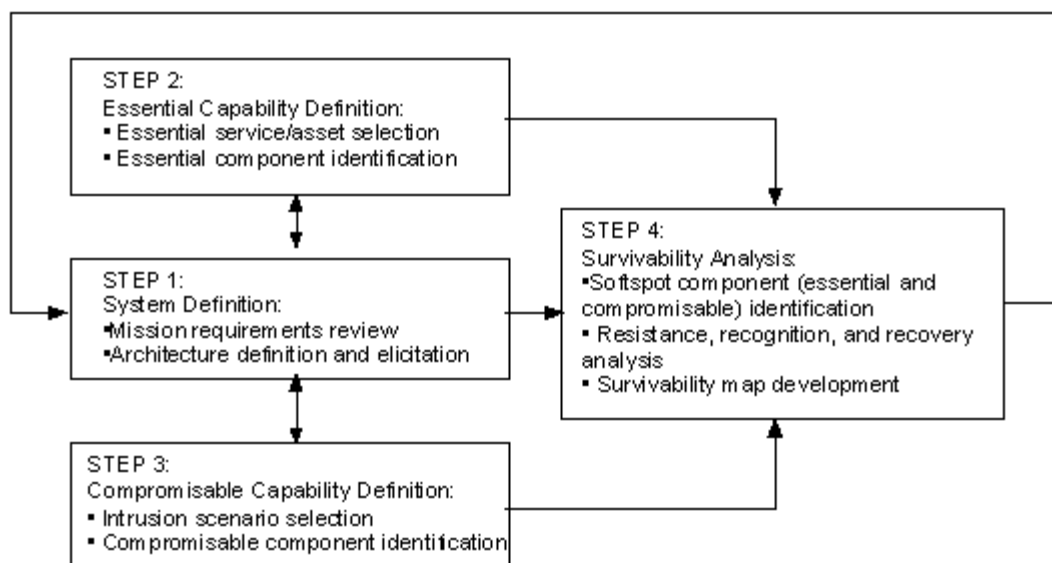 STEP 2:
Essential Capability Definition:
▪ Essential service/asset selection
▪ Essential component identification
STEP 1:
System Definition:
▪Mission requirements review
▪Architecture definition and elicitation
STEP 3:
Compromisable Capability Definition:
▪ Intrusion scenario selection
▪ Compromisable component identification
STEP 4:
Survivability Analysis:
▪Softspot component (essential and
compromisable) identification
▪ Resistance, recognition, and recovery
analysis
▪ Survivability map development